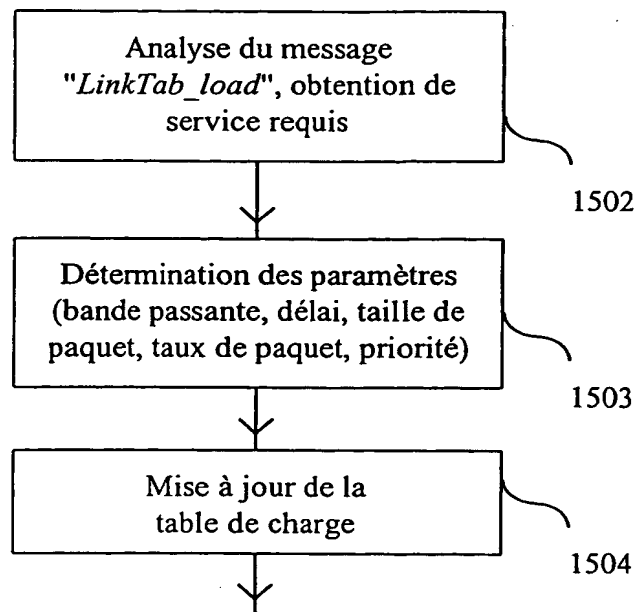 Analyse du message
"LinkTab_load", obtention de
service requis
1502
Détermination des paramètres
(bande passante, délai, taille de
paquet, taux de paquet, priorité)
1503
Mise à jour de la
table de charge
1504